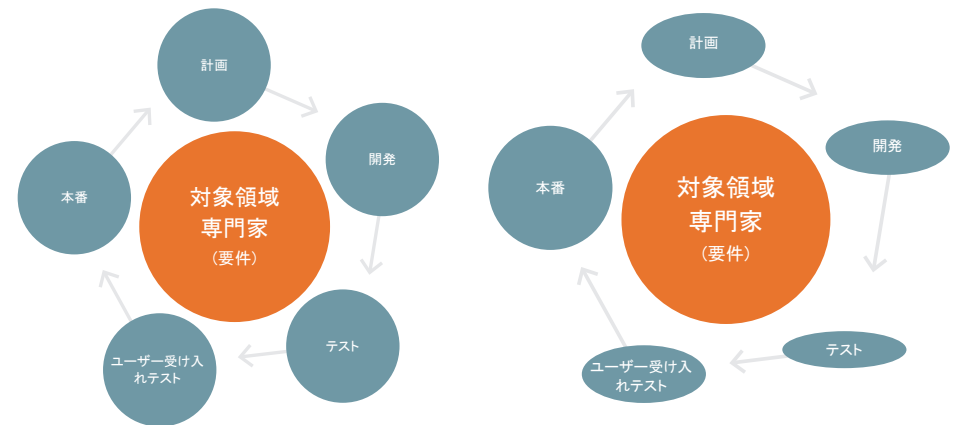 計画
開発
対象領域
専門家
（要件）
本番
テスト
ユーザー受け入
れテスト
計画
開発
対象領域
専門家
（要件）
本番
テスト
ユーザー受け入
れテスト